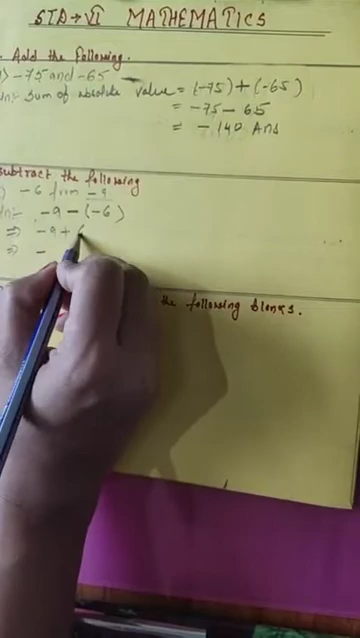 STD → VI MATHEMATICS
Add the following.
-75 and -65
Sum of absolute value = (-75) + (-65)
= -75 - 65
= -140 Ans
Subtract the following
-6 from -9
-9 - (-6)
⇒ -9 +
⇒ -
the following blanks.